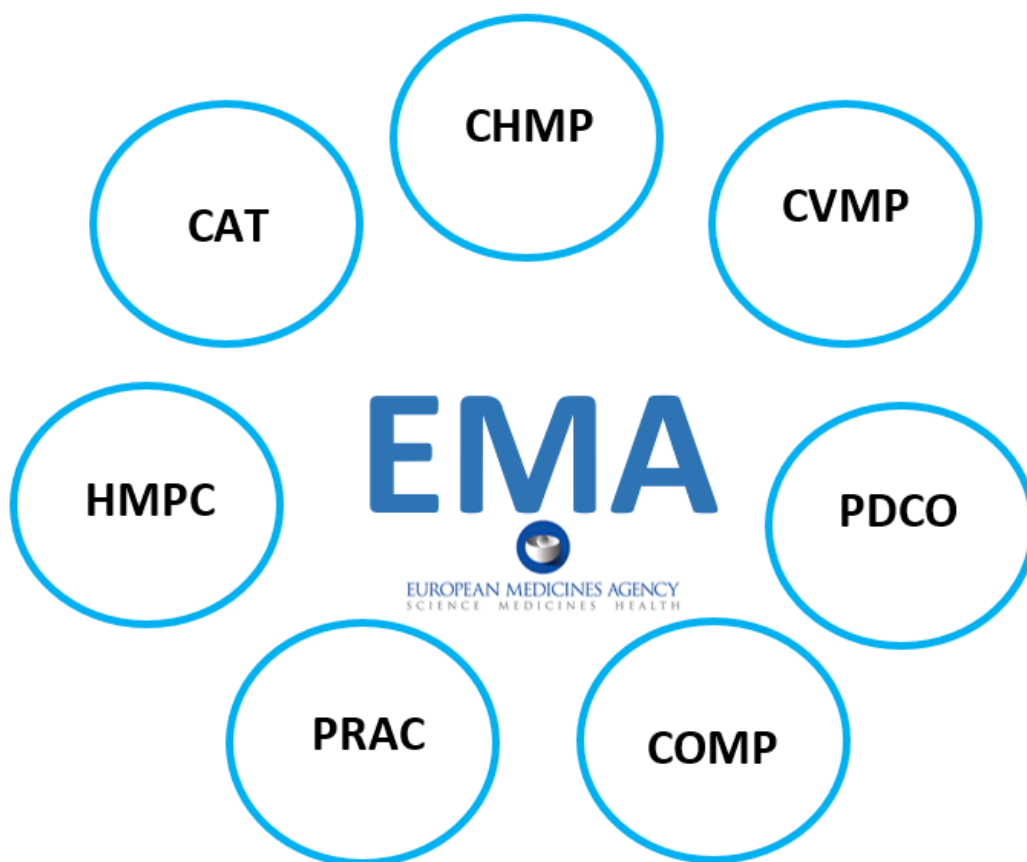 CHMP
CAT
CVMP
EMA
HMPC
PDCO
EUROPEAN MEDICINES AGENCY
SCIENCE MEDICINES HEALTH
PRAC
COMP